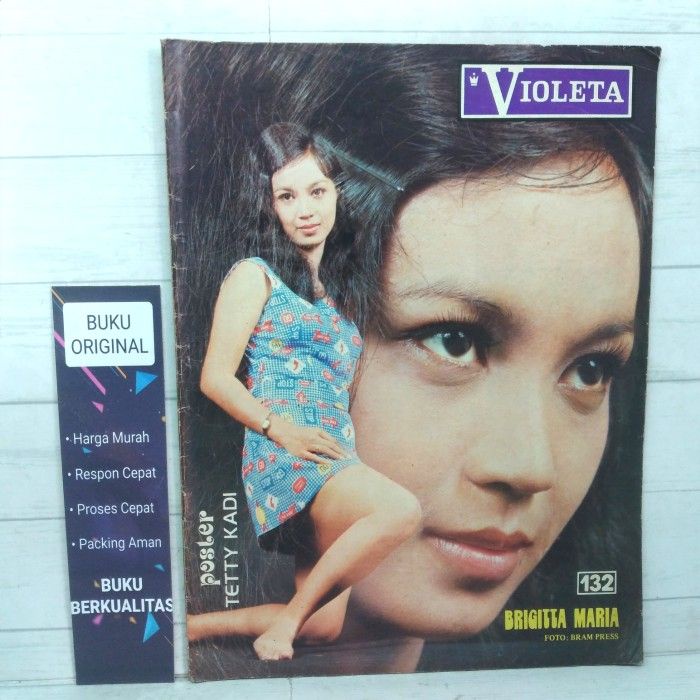 VIOLETA
BUKU
ORIGINAL
• Harga Murah
• Respon Cepat
• Proses Cepat
• Packing Aman
BUKU
BERKUALITAS
poster
TETTY KADI
132
BRIGITTA MARIA
FOTO: BRAM PRESS